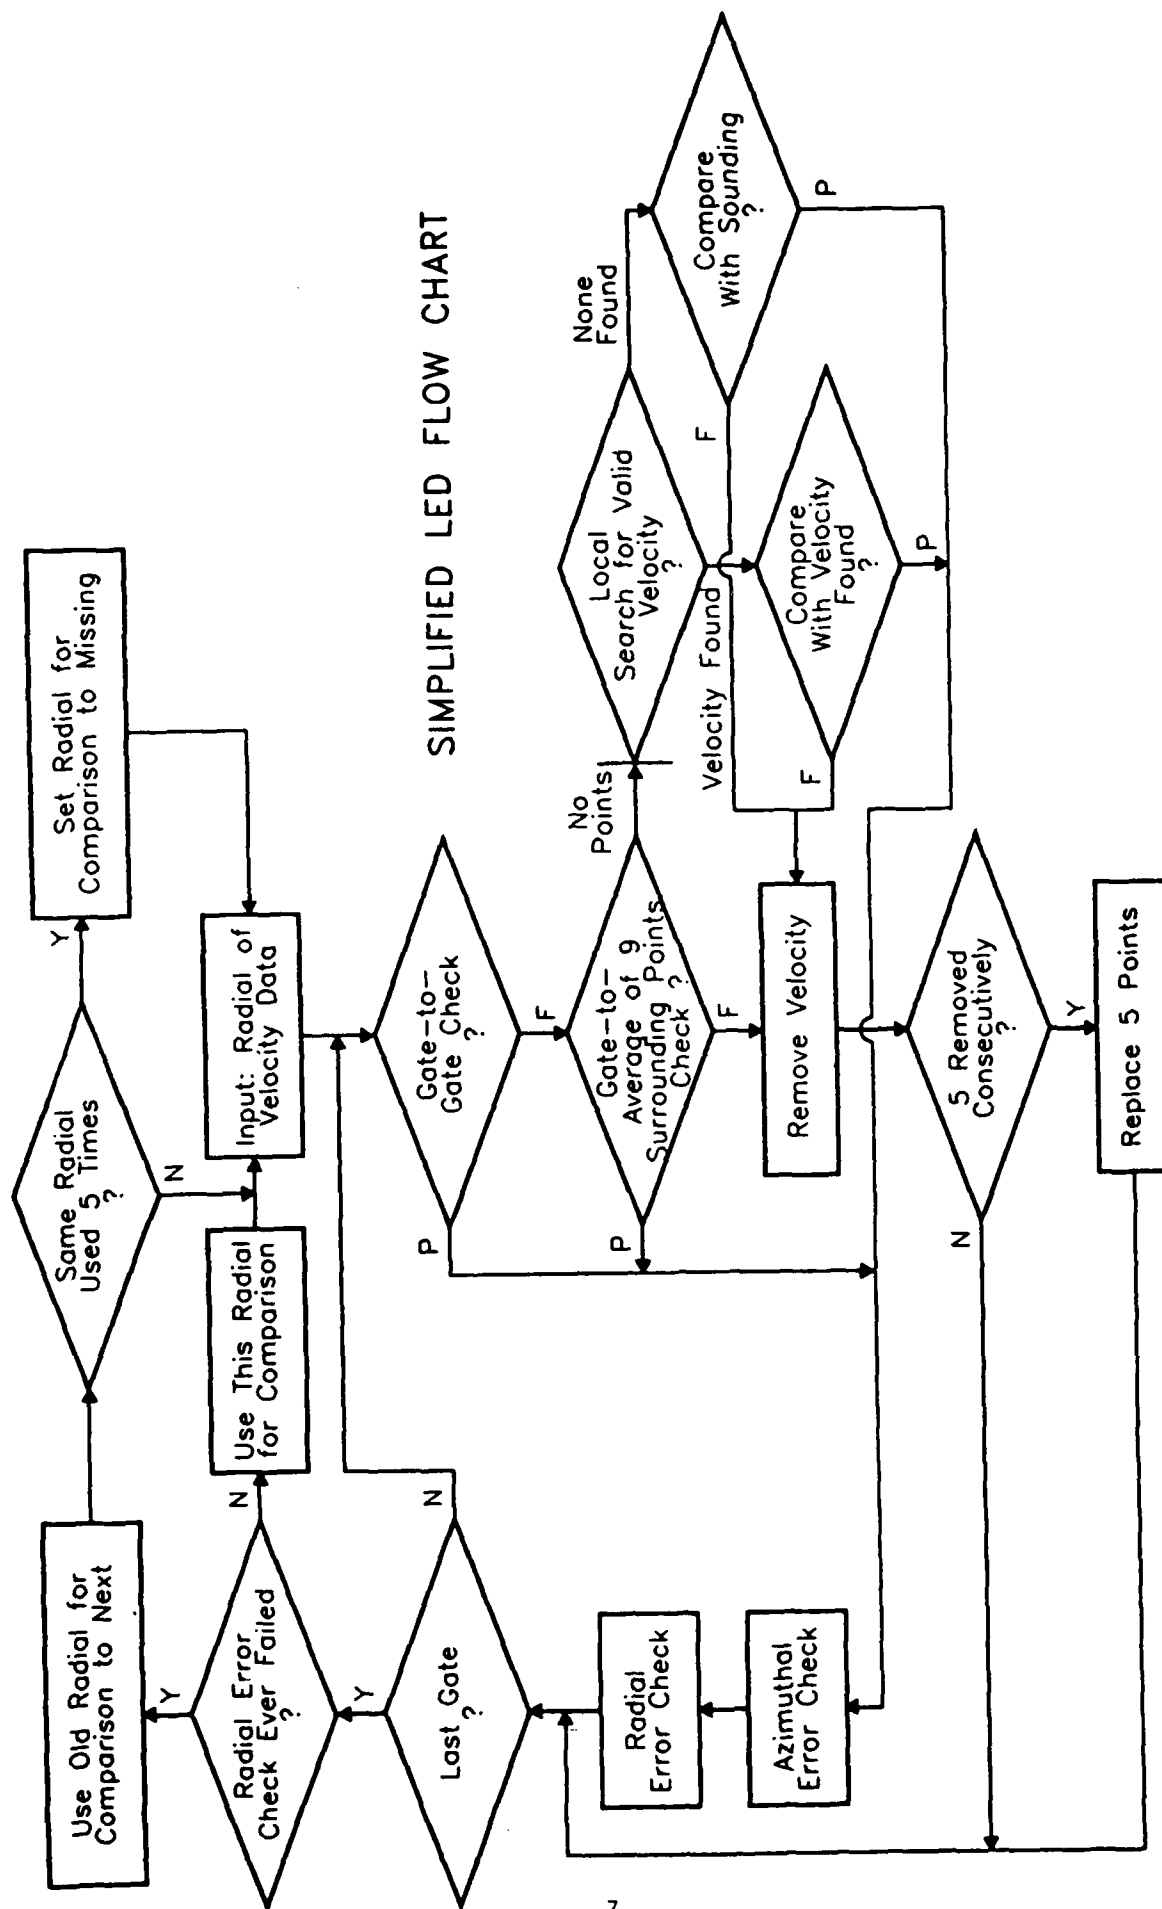 SIMPLIFIED LED FLOW CHART
Use Old Radial for
Comparison to Next
Same Radial
Used 5 Times
?
Y
N
Set Radial for
Comparison to Missing
Radial Error
Check Ever Failed
?
Y
N
Use This Radial
for Comparison
Input: Radial of
Velocity Data
Last Gate
?
Y
N
Gate-to-
Gate Check
?
P
F
Radial
Error Check
Gate-to-
Average of 9
Surrounding Points
Check ?
P
F
No
Points
Local
Search for Valid
Velocity
?
None
Found
Velocity Found
Compare
With Sounding
?
F
P
Azimuthal
Error Check
Remove Velocity
Compare
With Velocity
Found
?
F
P
5 Removed
Consecutively
?
N
Y
Replace 5 Points
7